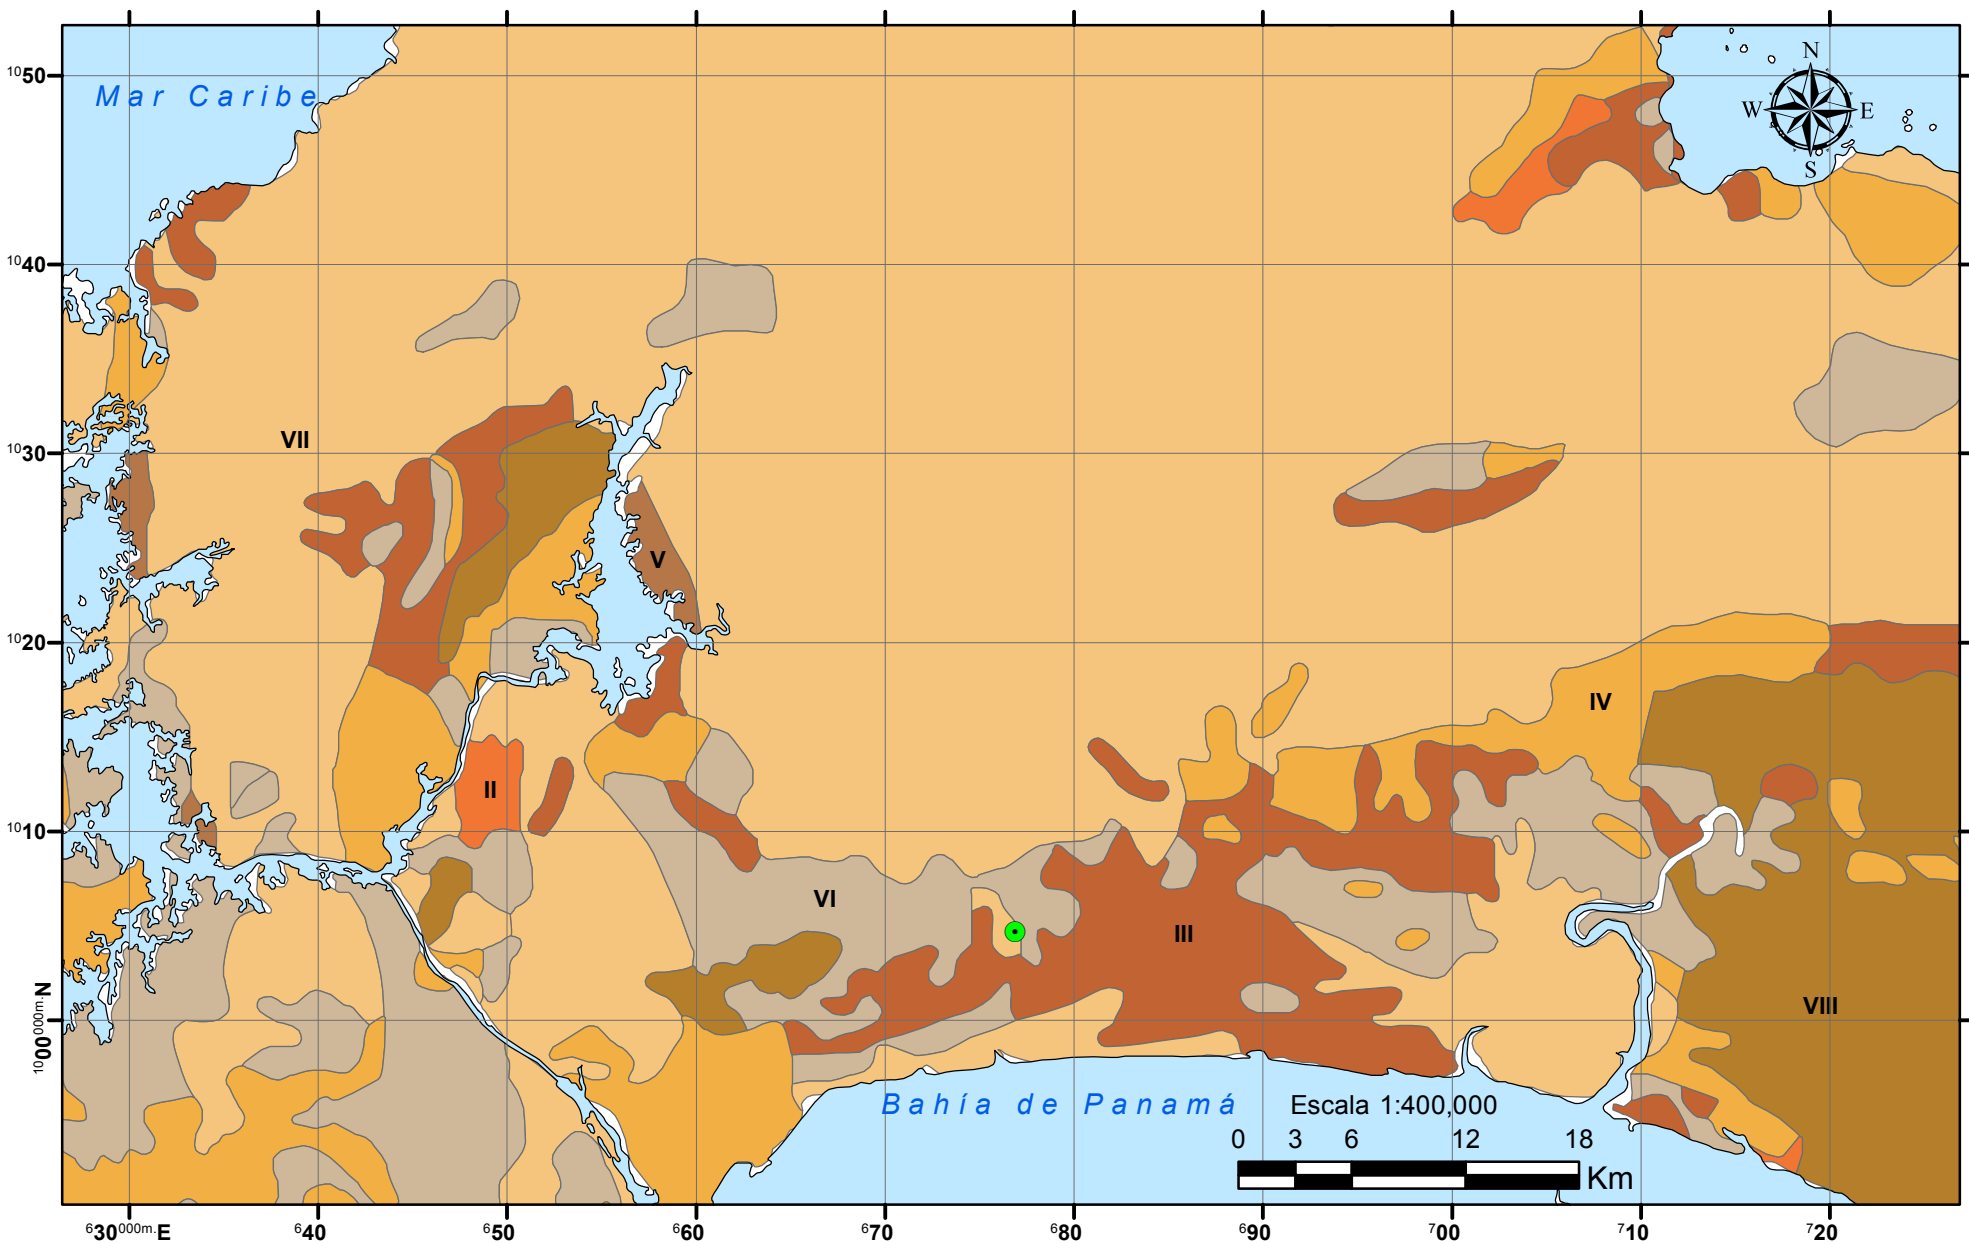 Mar Caribe
N
W E
S
1050
1040
1030
1020
1010
1000000m.N
VII
V
II
IV
VI
III
VIII
Bahía de Panamá
Escala 1:400,000
0 3 6 12 18
Km
630000m.E 640 650 660 670 680 690 700 710 720